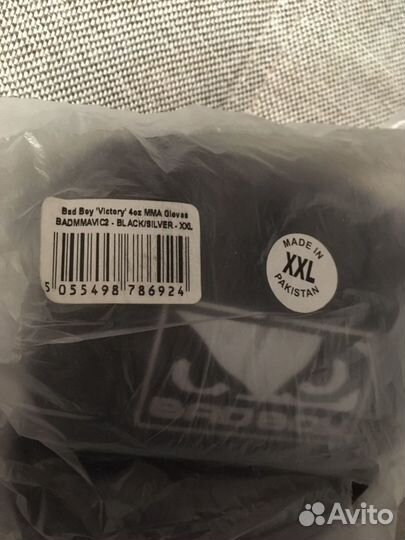 Bad Boy 'Victory' 4oz MMA Gloves
BADMMAVIC2 - BLACK/SILVER - XXL
5 055498 786924
MADE IN
XXL
PAKISTAN
BAD BOY
Avito